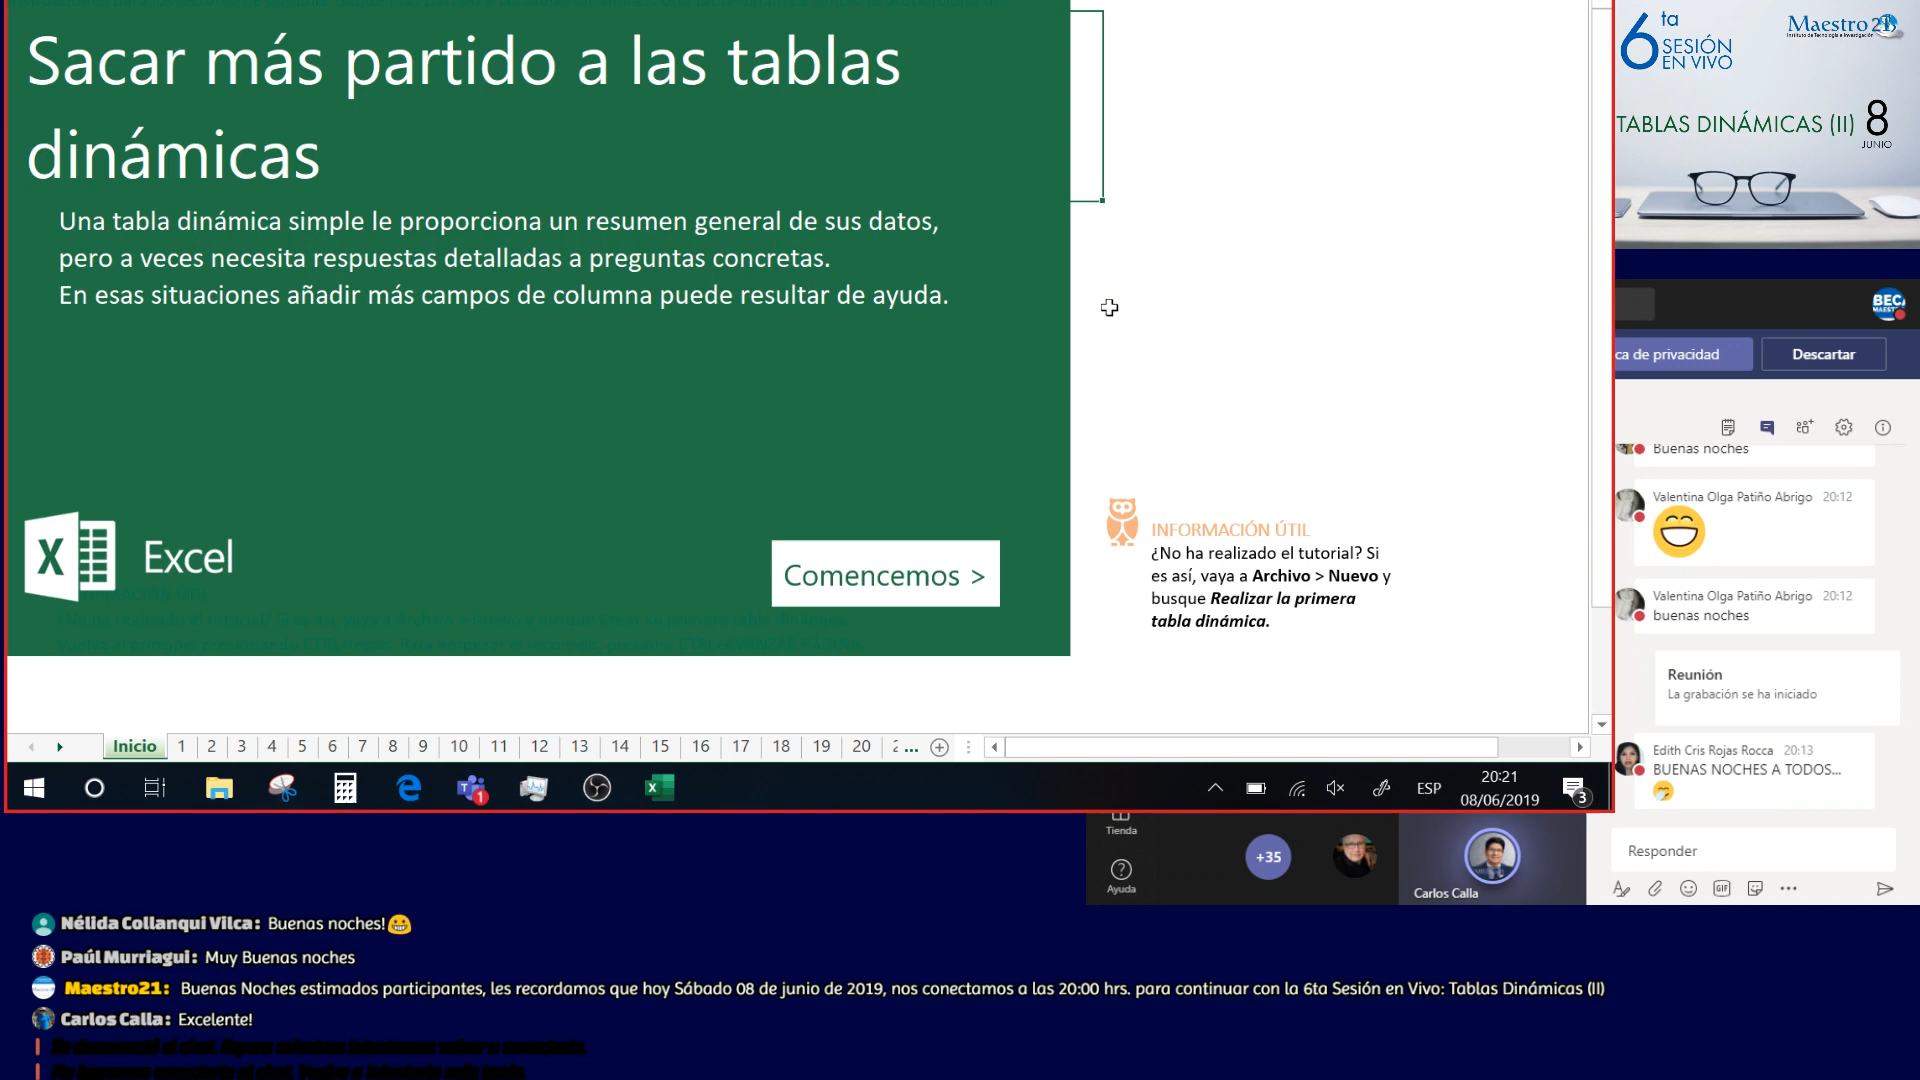 Sacar más partido a las tablas
dinámicas
Una tabla dinámica simple le proporciona un resumen general de sus datos,
pero a veces necesita respuestas detalladas a preguntas concretas.
En esas situaciones añadir más campos de columna puede resultar de ayuda.
Excel
Comencemos >
INFORMACIÓN ÚTIL
¿No ha realizado el tutorial? Si
es así, vaya a Archivo > Nuevo y
busque Realizar la primera
tabla dinámica.
Inicio 1 2 3 4 5 6 7 8 9 10 11 12 13 14 15 16 17 18 19 20 ...
ESP
20:21
08/06/2019
3
1
6 ta
SESIÓN
EN VIVO
Maestro 21
TABLAS DINÁMICAS (II) 8
JUNIO
BEC
ca de privacidad
Descartar
Buenas noches
Valentina Olga Patiño Abrigo 20:12
Valentina Olga Patiño Abrigo 20:12
buenas noches
Reunión
La grabación se ha iniciado
Edith Cris Rojas Rocca 20:13
BUENAS NOCHES A TODOS...
Responder
GIF
Tienda
Ayuda
+35
Carlos Calla
Nélida Collanqui Vilca: Buenas noches!
Paúl Murriagui: Muy Buenas noches
Maestro21: Buenas Noches estimados participantes, les recordamos que hoy Sábado 08 de junio de 2019, nos conectamos a las 20:00 hrs. para continuar con la 6ta Sesión en Vivo: Tablas Dinámicas (II)
Carlos Calla: Excelente!